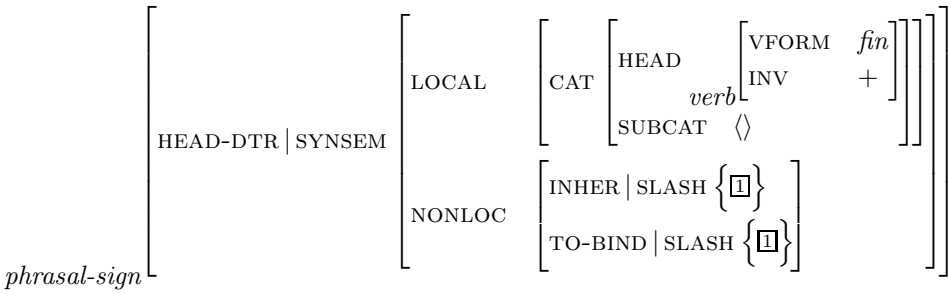 VFORM fin
HEAD
INV +
LOCAL CAT
verb
SUBCAT ⟨⟩
HEAD-DTR | SYNSEM
INHER | SLASH {1}
NONLOC
TO-BIND | SLASH {1}
phrasal-sign